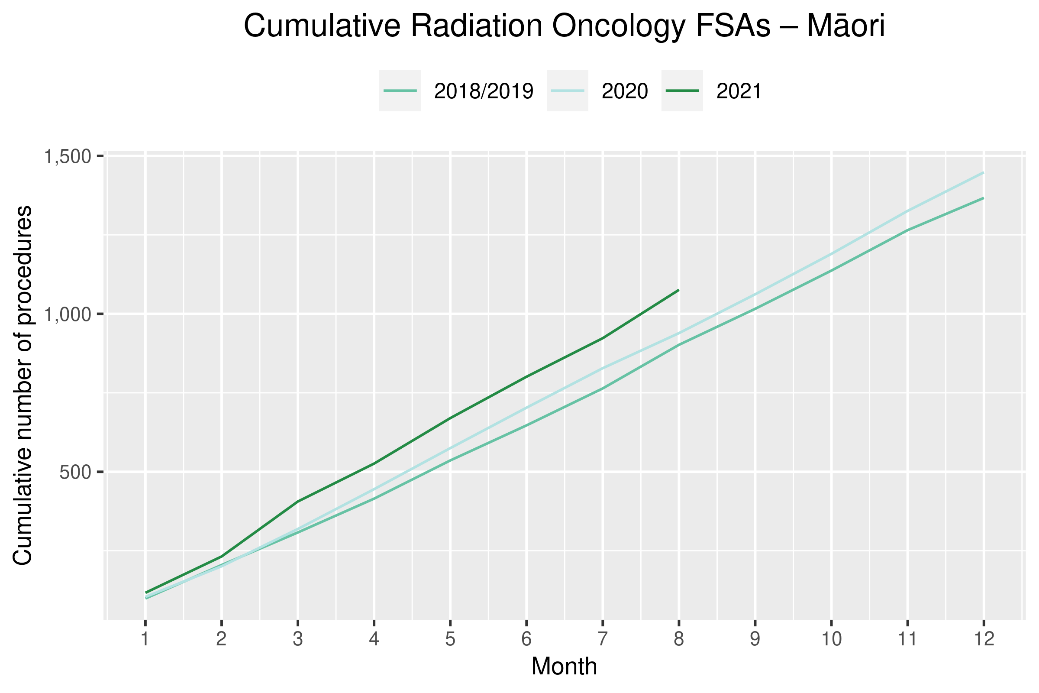 Cumulative Radiation Oncology FSAs – Māori
2018/2019 2020 2021
Cumulative number of procedures
1,500
1,000
500
1 2 3 4 5 6 7 8 9 10 11 12
Month